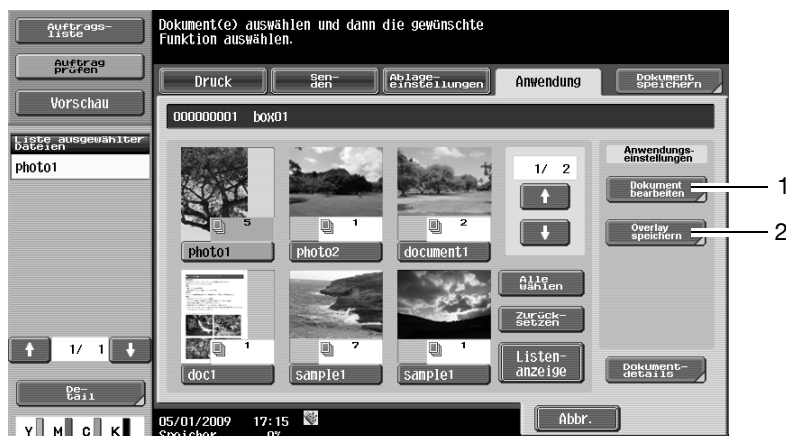 Auftrags-
liste
Auftrag
prüfen
Vorschau
Liste ausgewählter
Dateien
photo1
1/ 1
De-
tail
Y M C K
Dokument(e) auswählen und dann die gewünschte
Funktion auswählen.
Druck
Sen-
den
Ablage-
einstellungen
Anwendung
Dokument
speichern
000000001 box01
5
photo1
1
photo2
2
document1
1
doc1
7
sample1
1
sample1
1/ 2
Alle
wählen
Zurück-
setzen
Listen-
anzeige
Anwendungs-
einstellungen
Dokument
bearbeiten
1
Overlay
speichern
2
Dokument-
details
Abbr.
05/01/2009 17:15
Speicher 0%